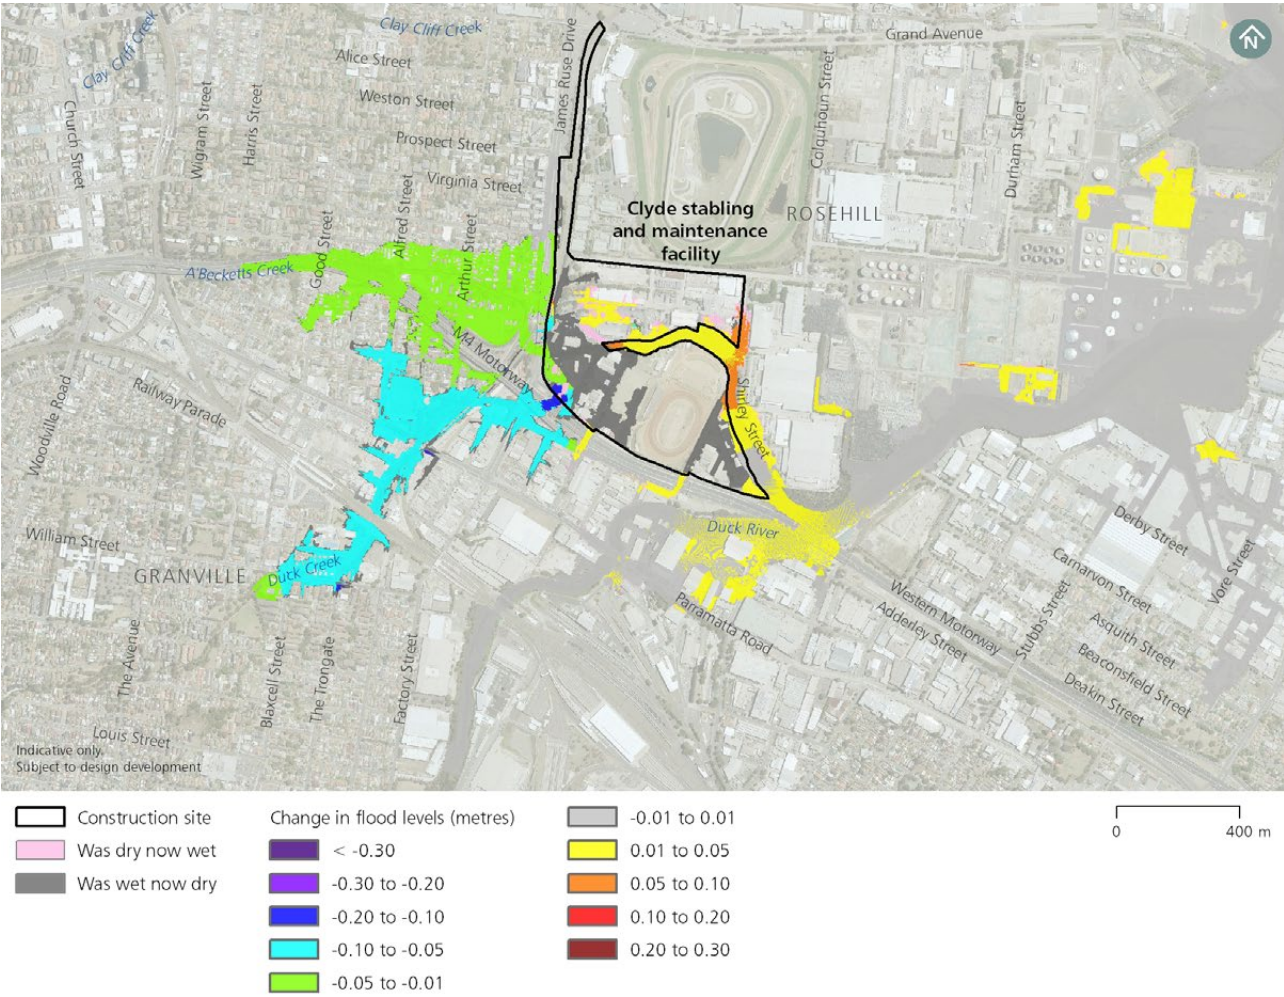 Clay Cliff Creek
Clay Cliff Creek
James Ruse Drive
Grand Avenue
N
Alice Street
Weston Street
Church Street
Wigram Street
Harris Street
Prospect Street
Virginia Street
Colquhoun Street
Durham Street
Alfred Street
Good Street
Arthur Street
Clyde stabling
and maintenance
facility
ROSEHILL
A'Becketts Creek
M4 Motorway
Railway Parade
Woodville Road
Shirley Street
William Street
GRANVILLE
Duck Creek
Duck River
Derby Street
Carnarvon Street
Vore Street
Parramatta Road
Western Motorway
Adderley Street
Stubbs Street
Asquith Street
Beaconsfield Street
Deakin Street
The Avenue
Blaxcell Street
The Trongate
Factory Street
Louis Street
Indicative only.
Subject to design development
Construction site
Was dry now wet
Was wet now dry
Change in flood levels (metres)
< -0.30
-0.30 to -0.20
-0.20 to -0.10
-0.10 to -0.05
-0.05 to -0.01
-0.01 to 0.01
0.01 to 0.05
0.05 to 0.10
0.10 to 0.20
0.20 to 0.30
0 400 m